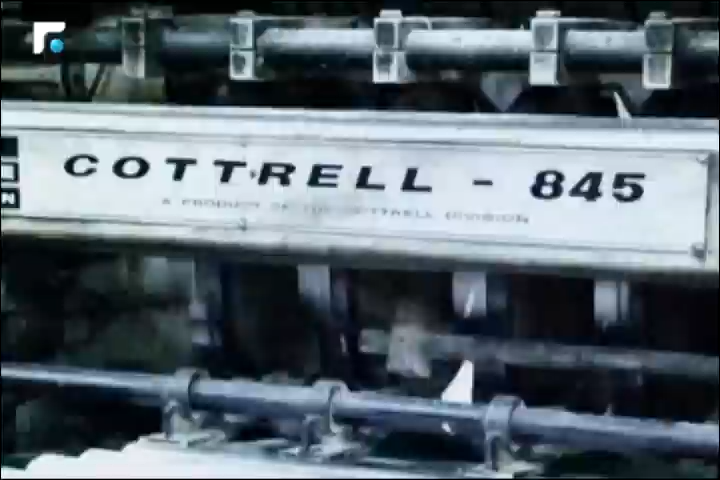 COTTRELL - 845
A PRODUCT OF THE COTTRELL DIVISION